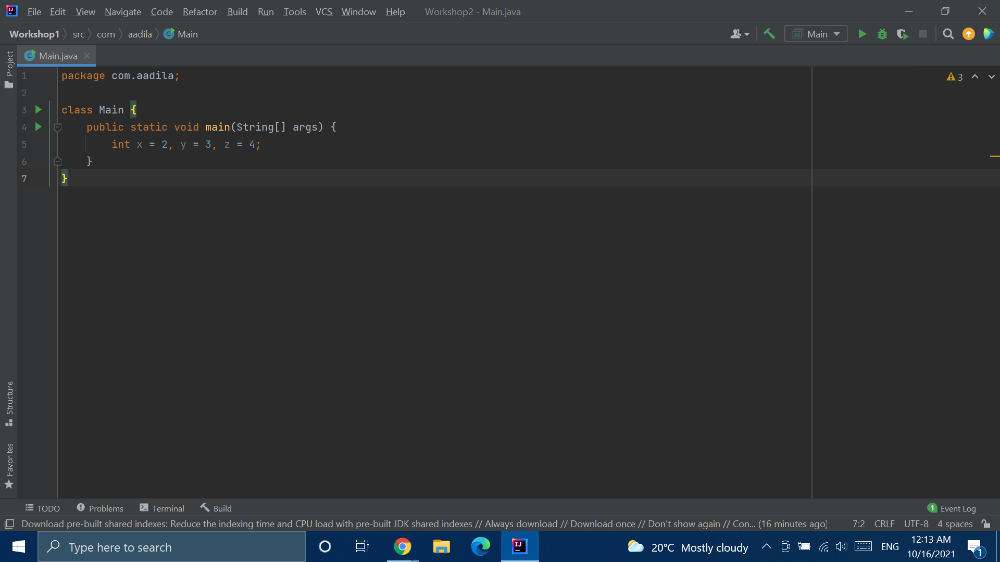 File Edit View Navigate Code Refactor Build Run Tools VCS Window Help Workshop2 - Main.java
Workshop1 src com aadila Main Main
Main.java
Project
1 package com.aadila;
2
3 class Main {
4 public static void main(String[] args) {
5 int x = 2, y = 3, z = 4;
6 }
7 }
3
Structure
Favorites
TODO Problems Terminal Build 1 Event Log
Download pre-built shared indexes: Reduce the indexing time and CPU load with pre-built JDK shared indexes // Always download // Download once // Don't show again // Con... (16 minutes ago) 7:2 CRLF UTF-8 4 spaces
Type here to search 20°C Mostly cloudy ENG 12:13 AM
10/16/2021 1